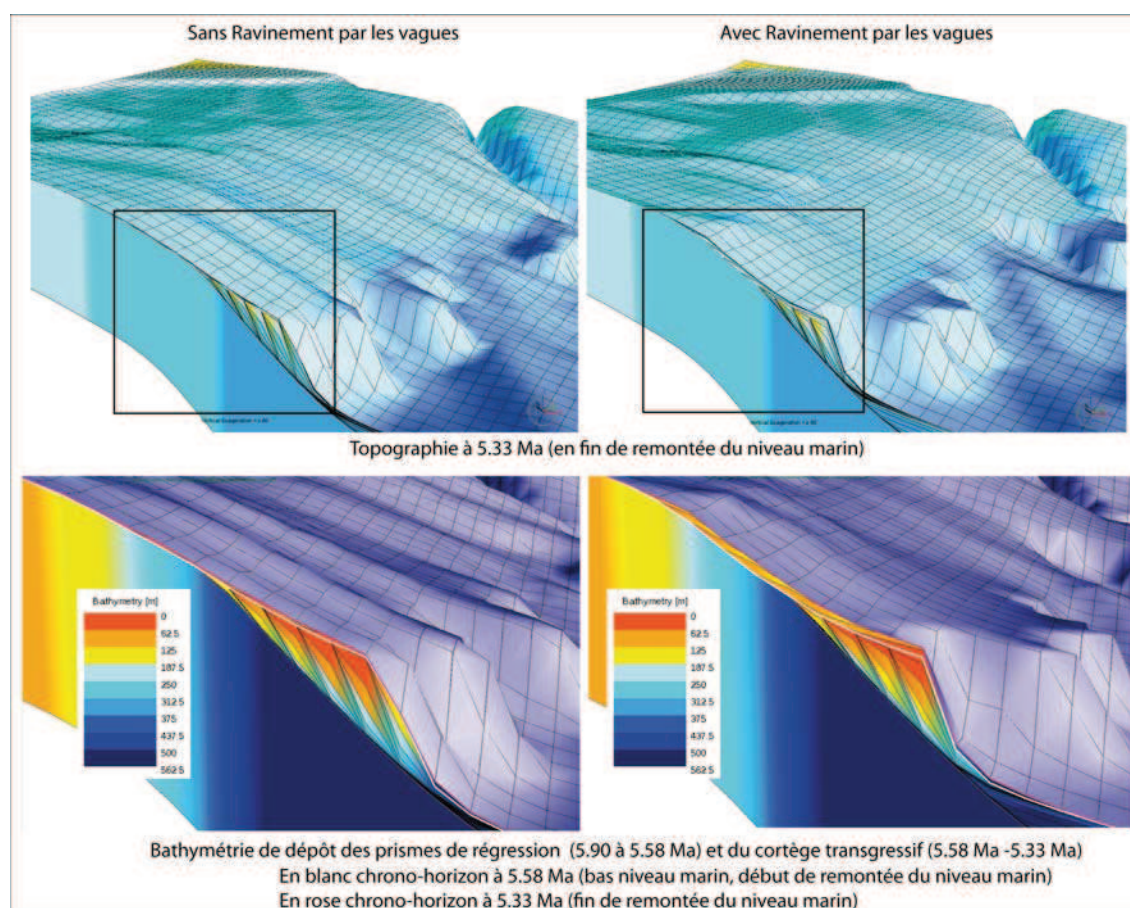 Sans Ravinement par les vagues
Avec Ravinement par les vagues
Topographie à 5.33 Ma (en fin de remontée du niveau marin)
Bathymetry [m]
0
62.5
125
187.5
250
312.5
375
437.5
500
562.5
Bathymetry [m]
0
62.5
125
187.5
250
312.5
375
437.5
500
562.5
Bathymétrie de dépôt des prismes de régression (5.90 à 5.58 Ma) et du cortège transgressif (5.58 Ma -5.33 Ma)
En blanc chrono-horizon à 5.58 Ma (bas niveau marin, début de remontée du niveau marin)
En rose chrono-horizon à 5.33 Ma (fin de remontée du niveau marin)